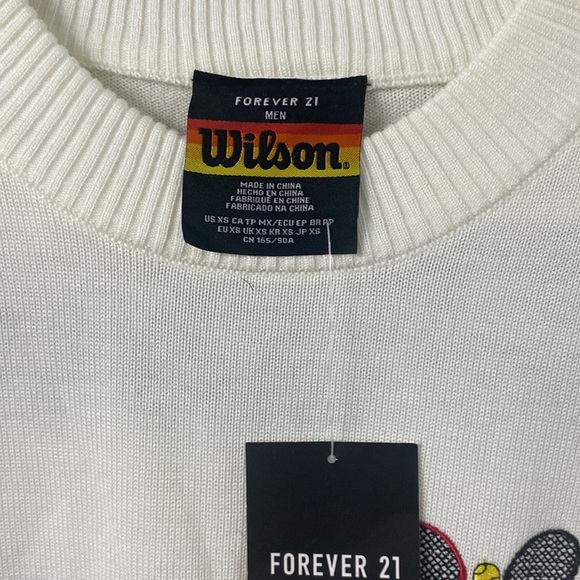 FOREVER 21
MEN
Wilson®
MADE IN CHINA
HECHO EN CHINA
FABRIQUÉ EN CHINE
FABRICADO NA CHINA
US XS CA TP MX/ECU EP BR PP
EU XS UK XS KR XS JP XS
CN 165/90A
FOREVER 21